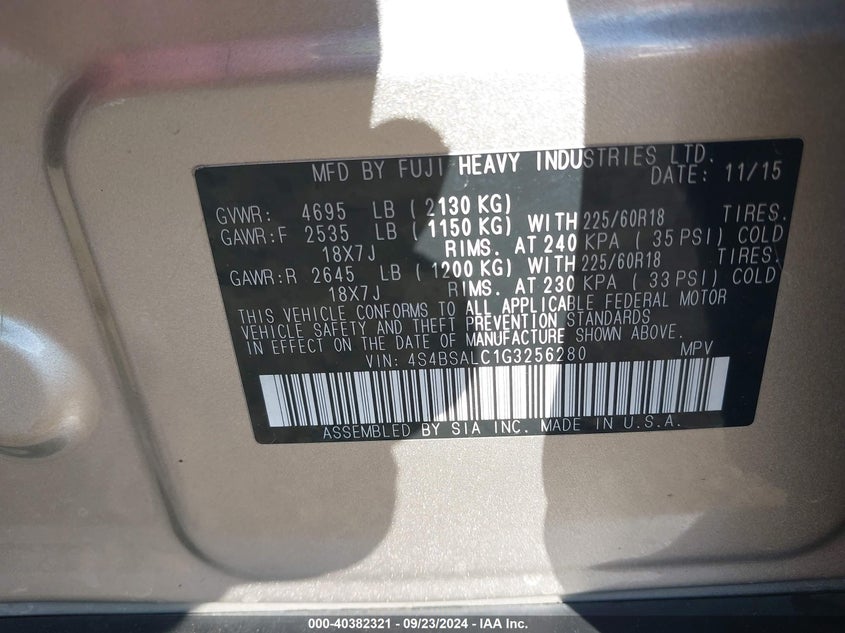 MFD BY FUJI HEAVY INDUSTRIES LTD.
DATE: 11/15
GVWR: 4695 LB (2130 KG)
GAWR:F 2535 LB (1150 KG) WITH 225/60R18 TIRES.
18X7J RIMS. AT 240 KPA (35 PSI) COLD
GAWR:R 2645 LB (1200 KG) WITH 225/60R18 TIRES.
18X7J RIMS. AT 230 KPA (33 PSI) COLD
THIS VEHICLE CONFORMS TO ALL APPLICABLE FEDERAL MOTOR
VEHICLE SAFETY AND THEFT PREVENTION STANDARDS
IN EFFECT ON THE DATE OF MANUFACTURE SHOWN ABOVE.
VIN: 4S4BSALC1G3256280 MPV
ASSEMBLED BY SIA INC. MADE IN U.S.A.
000-40382321 - 09/23/2024 - IAA Inc.